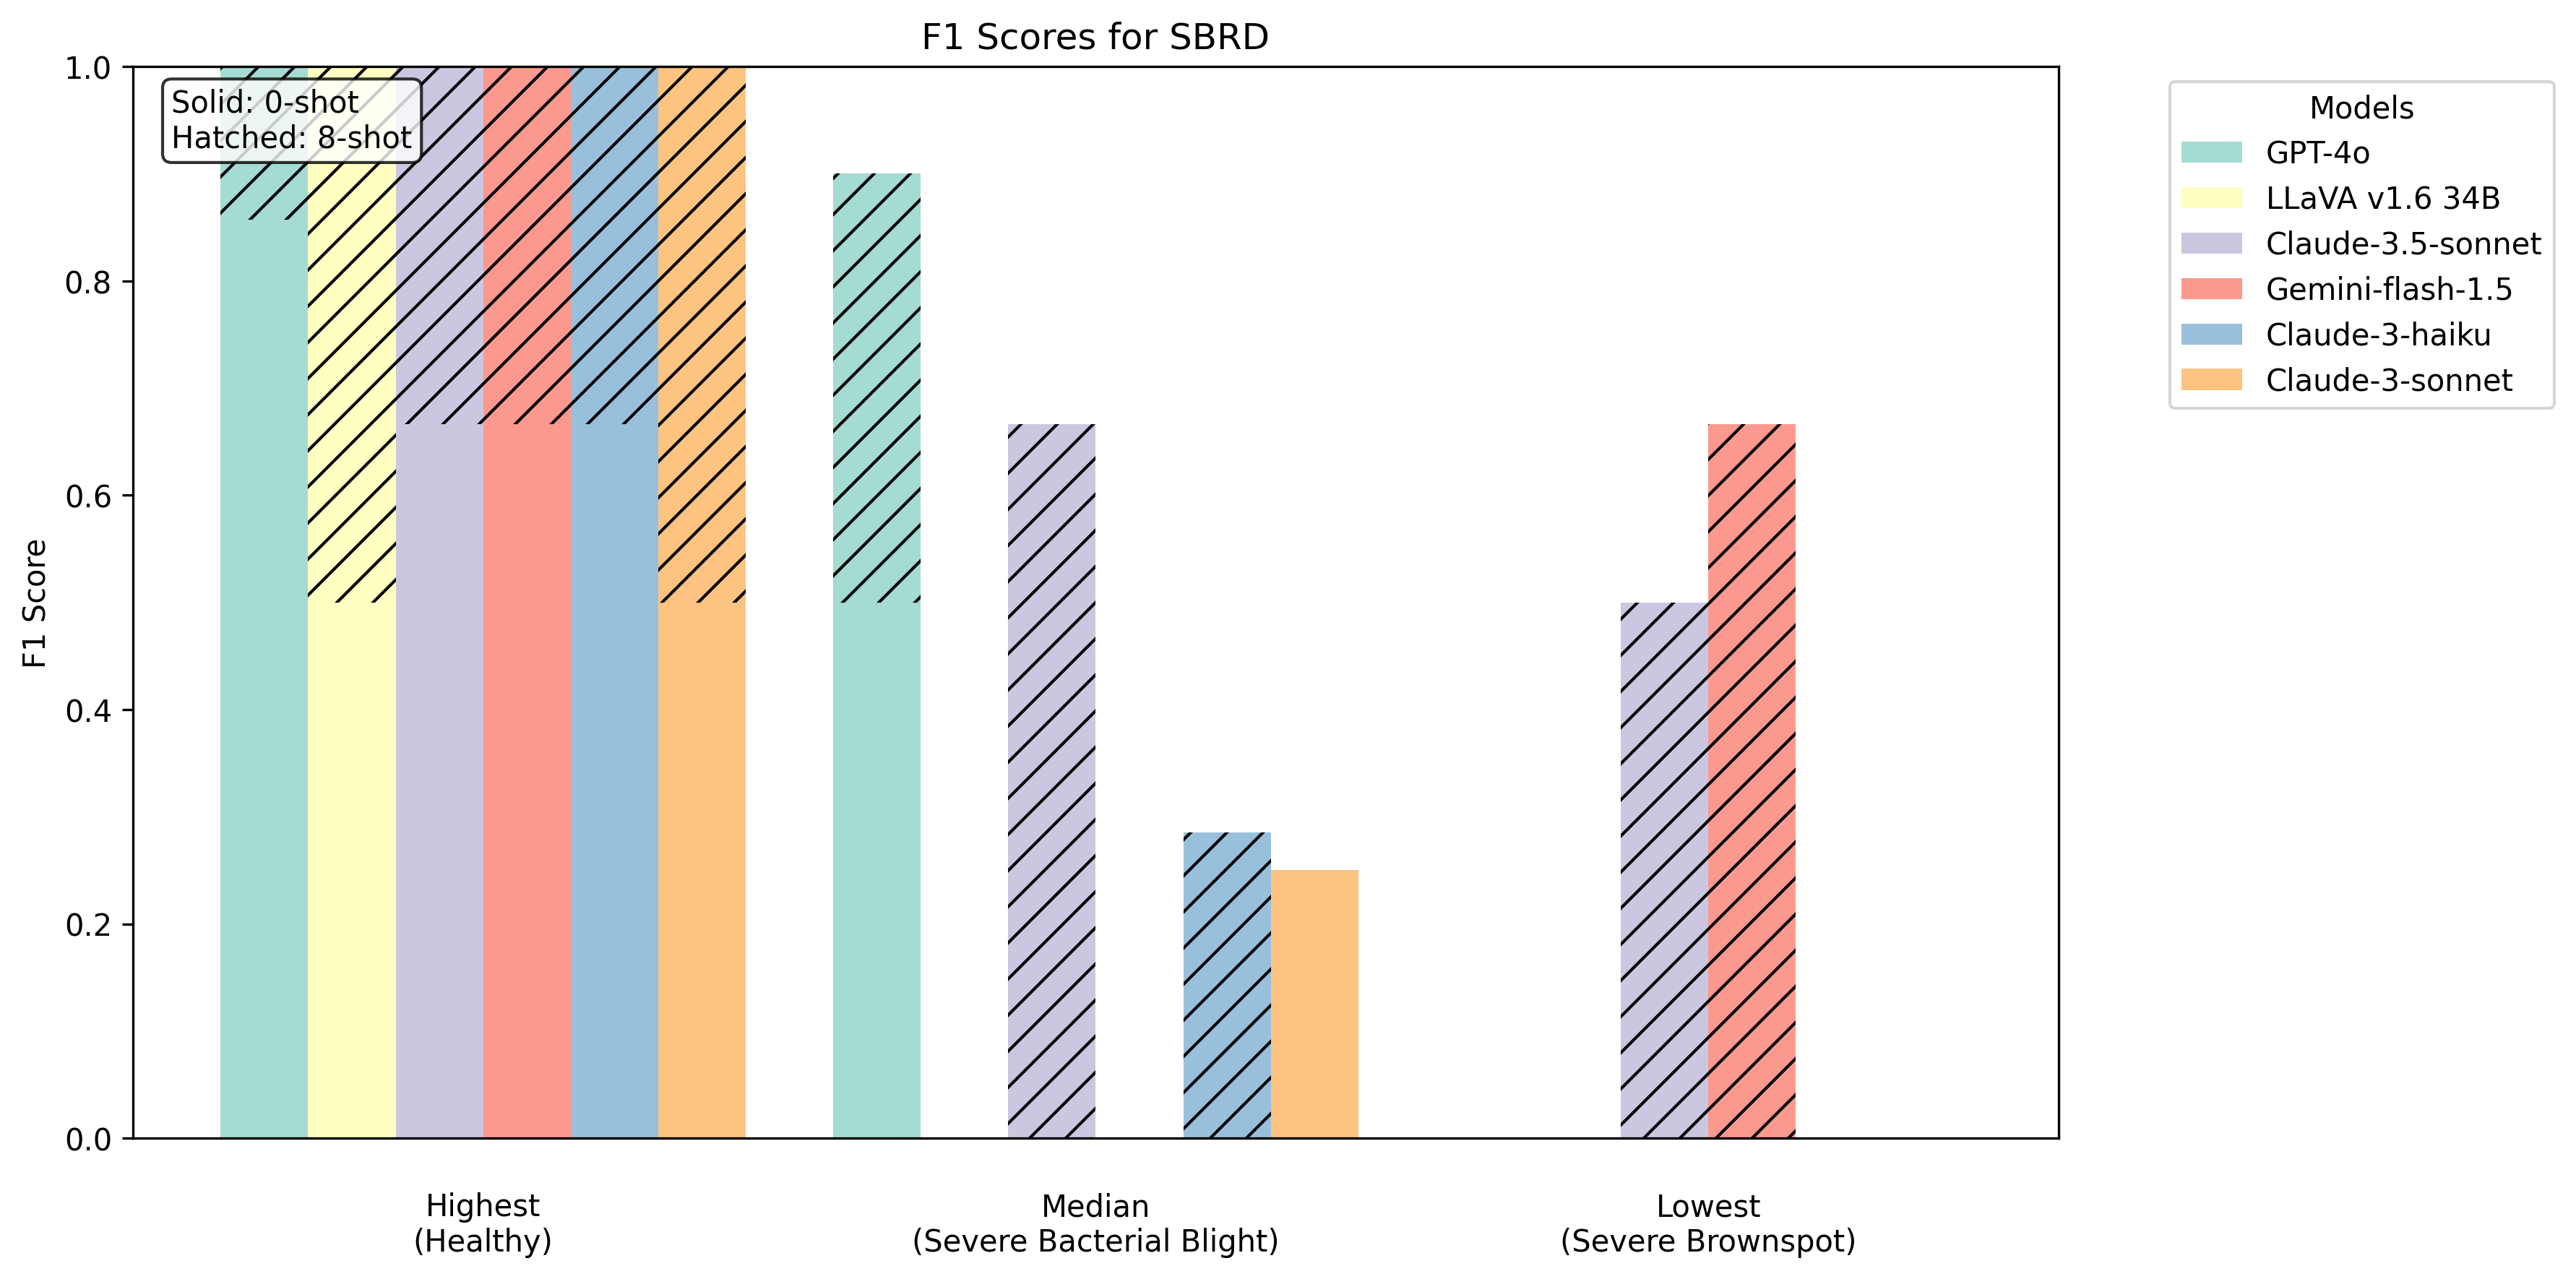 F1 Scores for SBRD
1.0
0.8
0.6
0.4
0.2
0.0
F1 Score
Solid: 0-shot
Hatched: 8-shot
Highest
(Healthy)
Median
(Severe Bacterial Blight)
Lowest
(Severe Brownspot)
Models
GPT-4o
LLaVA v1.6 34B
Claude-3.5-sonnet
Gemini-flash-1.5
Claude-3-haiku
Claude-3-sonnet